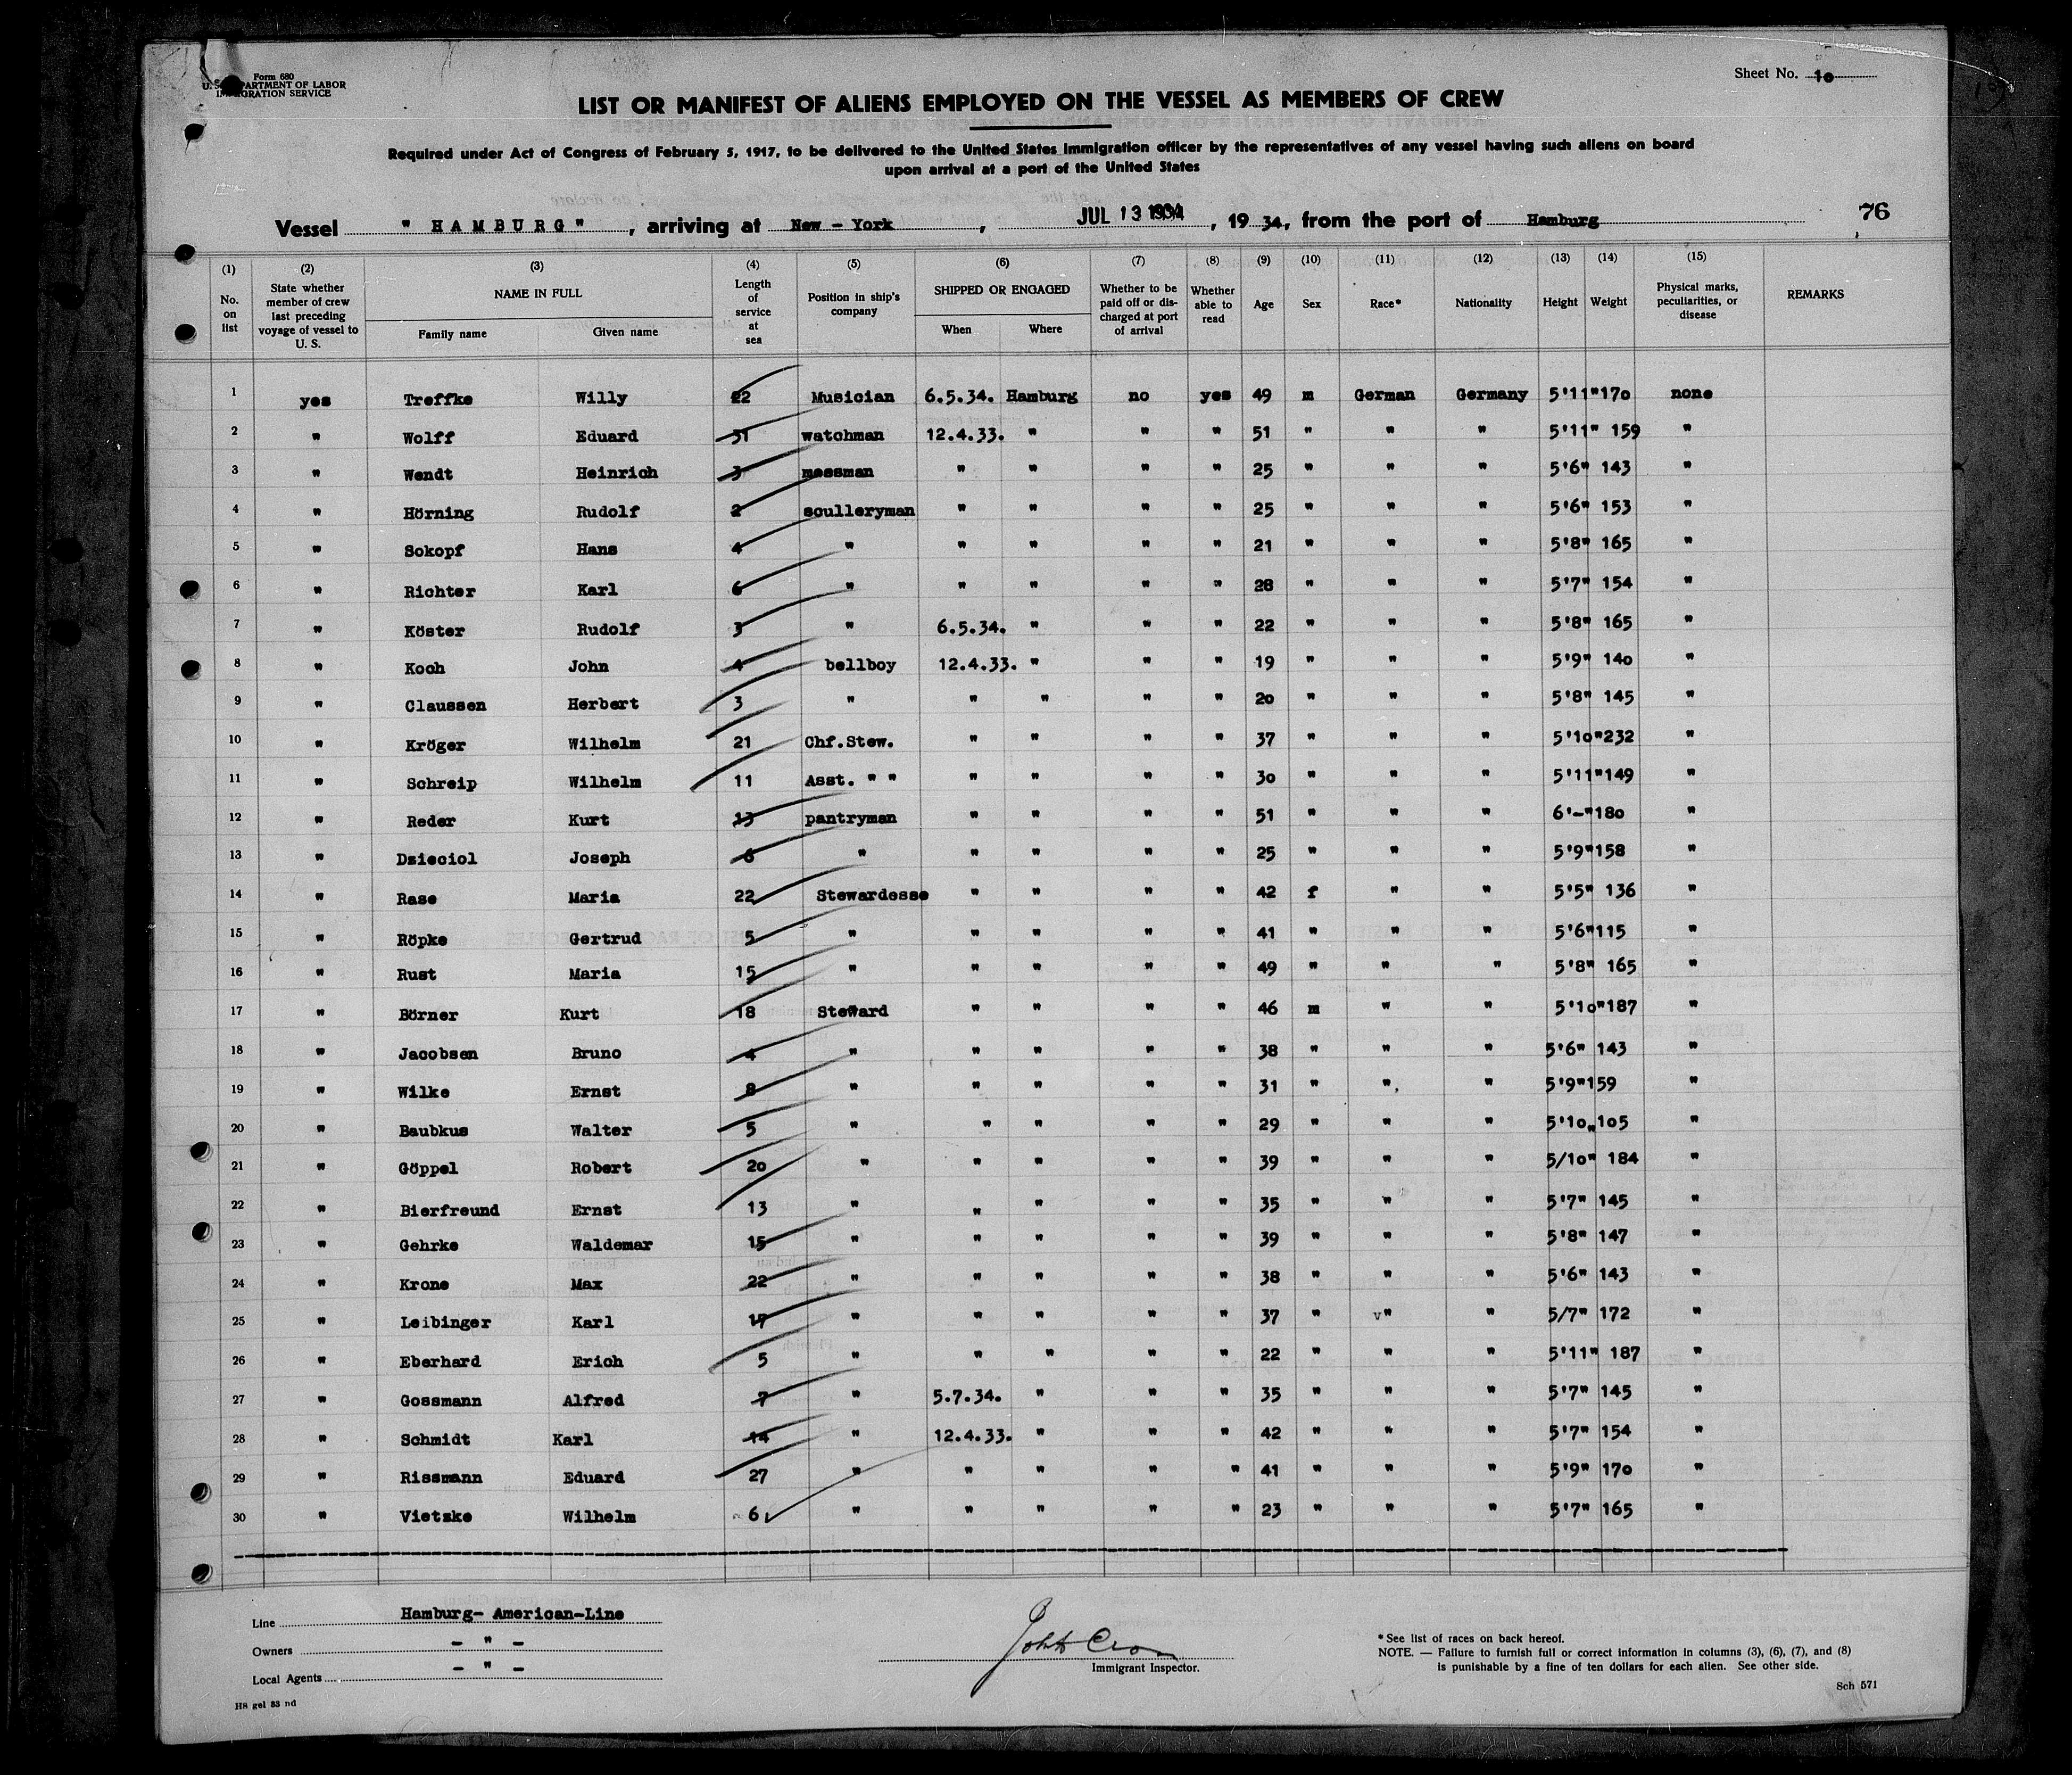 Form 680
U. S. DEPARTMENT OF LABOR
IMMIGRATION SERVICE
Sheet No. 10
LIST OR MANIFEST OF ALIENS EMPLOYED ON THE VESSEL AS MEMBERS OF CREW
Required under Act of Congress of February 5, 1917, to be delivered to the United States Immigration officer by the representatives of any vessel having such aliens on board
upon arrival at a port of the United States
Vessel "HAMBURG", arriving at New - York, JUL 13 1934, 19 34, from the port of Hamburg 76
(1) (2) (3) (4) (5) (6) (7) (8) (9) (10) (11) (12) (13) (14) (15)
No. on list | State whether member of crew last preceding voyage of vessel to U. S. | NAME IN FULL | Length of service at sea | Position in ship's company | SHIPPED OR ENGAGED | Whether to be paid off or discharged at port of arrival | Whether able to read | Age | Sex | Race* | Nationality | Height | Weight | Physical marks, peculiarities, or disease | REMARKS
Family name | Given name | When | Where
1 yes Treffke Willy 22 Musician 6.5.34. Hamburg no yes 49 m German Germany 5'11" 170 none
2 " Wolff Eduard 31 watchman 12.4.33. " " " 51 " " " 5'11" 159 "
3 " Wendt Heinrich 3 messman " " " " 25 " " " 5'6" 143 "
4 " Hörning Rudolf 2 sculleryman " " " " 25 " " " 5'6" 153 "
5 " Sokopf Hans 4 " " " " " 21 " " " 5'8" 165 "
6 " Richter Karl 6 " " " " " 28 " " " 5'7" 154 "
7 " Köster Rudolf 3 " 6.5.34. " " " 22 " " " 5'8" 165 "
8 " Koch John 4 bellboy 12.4.33. " " " 19 " " " 5'9" 140 "
9 " Claussen Herbert 3 " " " " " 20 " " " 5'8" 145 "
10 " Kröger Wilhelm 21 Chf.Stew. " " " " 37 " " " 5'10" 232 "
11 " Schreip Wilhelm 11 Asst. " " " " " " 30 " " " 5'11" 149 "
12 " Reder Kurt 13 pantryman " " " " 51 " " " 6'-" 180 "
13 " Dzieciol Joseph 6 " " " " " 25 " " " 5'9" 158 "
14 " Rase Maria 22 Stewardesse " " " " 42 f " " 5'5" 136 "
15 " Röpke Gertrud 5 " " " " " 41 " " " 5'6" 115 "
16 " Rust Maria 15 " " " " " 49 " " " 5'8" 165 "
17 " Börner Kurt 18 Steward " " " " 46 m " " 5'10" 187 "
18 " Jacobsen Bruno 4 " " " " " 38 " " " 5'6" 143 "
19 " Wilke Ernst 8 " " " " " 31 " " " 5'9" 159 "
20 " Baubkus Walter 5 " " " " " 29 " " " 5'10" 105 "
21 " Göppel Robert 20 " " " " " 39 " " " 5/10" 184 "
22 " Bierfreund Ernst 13 " " " " " 35 " " " 5'7" 145 "
23 " Gehrke Waldemar 15 " " " " " 39 " " " 5'8" 147 "
24 " Krone Max 22 " " " " " 38 " " " 5'6" 143 "
25 " Leibinger Karl 17 " " " " " 37 " v" " 5/7" 172 "
26 " Eberhard Erich 5 " " " " " 22 " " " 5'11" 187 "
27 " Gossmann Alfred 7 " 5.7.34. " " " 35 " " " 5'7" 145 "
28 " Schmidt Karl 14 " 12.4.33. " " " 42 " " " 5'7" 154 "
29 " Rissmann Eduard 27 " " " " " 41 " " " 5'9" 170 "
30 " Vietzke Wilhelm 6 " " " " " 23 " " " 5'7" 165 "
Line Hamburg- American-Line
Owners - " -
Local Agents - " -
Immigrant Inspector.
* See list of races on back hereof.
NOTE. — Failure to furnish full or correct information in columns (3), (6), (7), and (8)
is punishable by a fine of ten dollars for each alien. See other side.
HS gel 33 nd
Sch 571